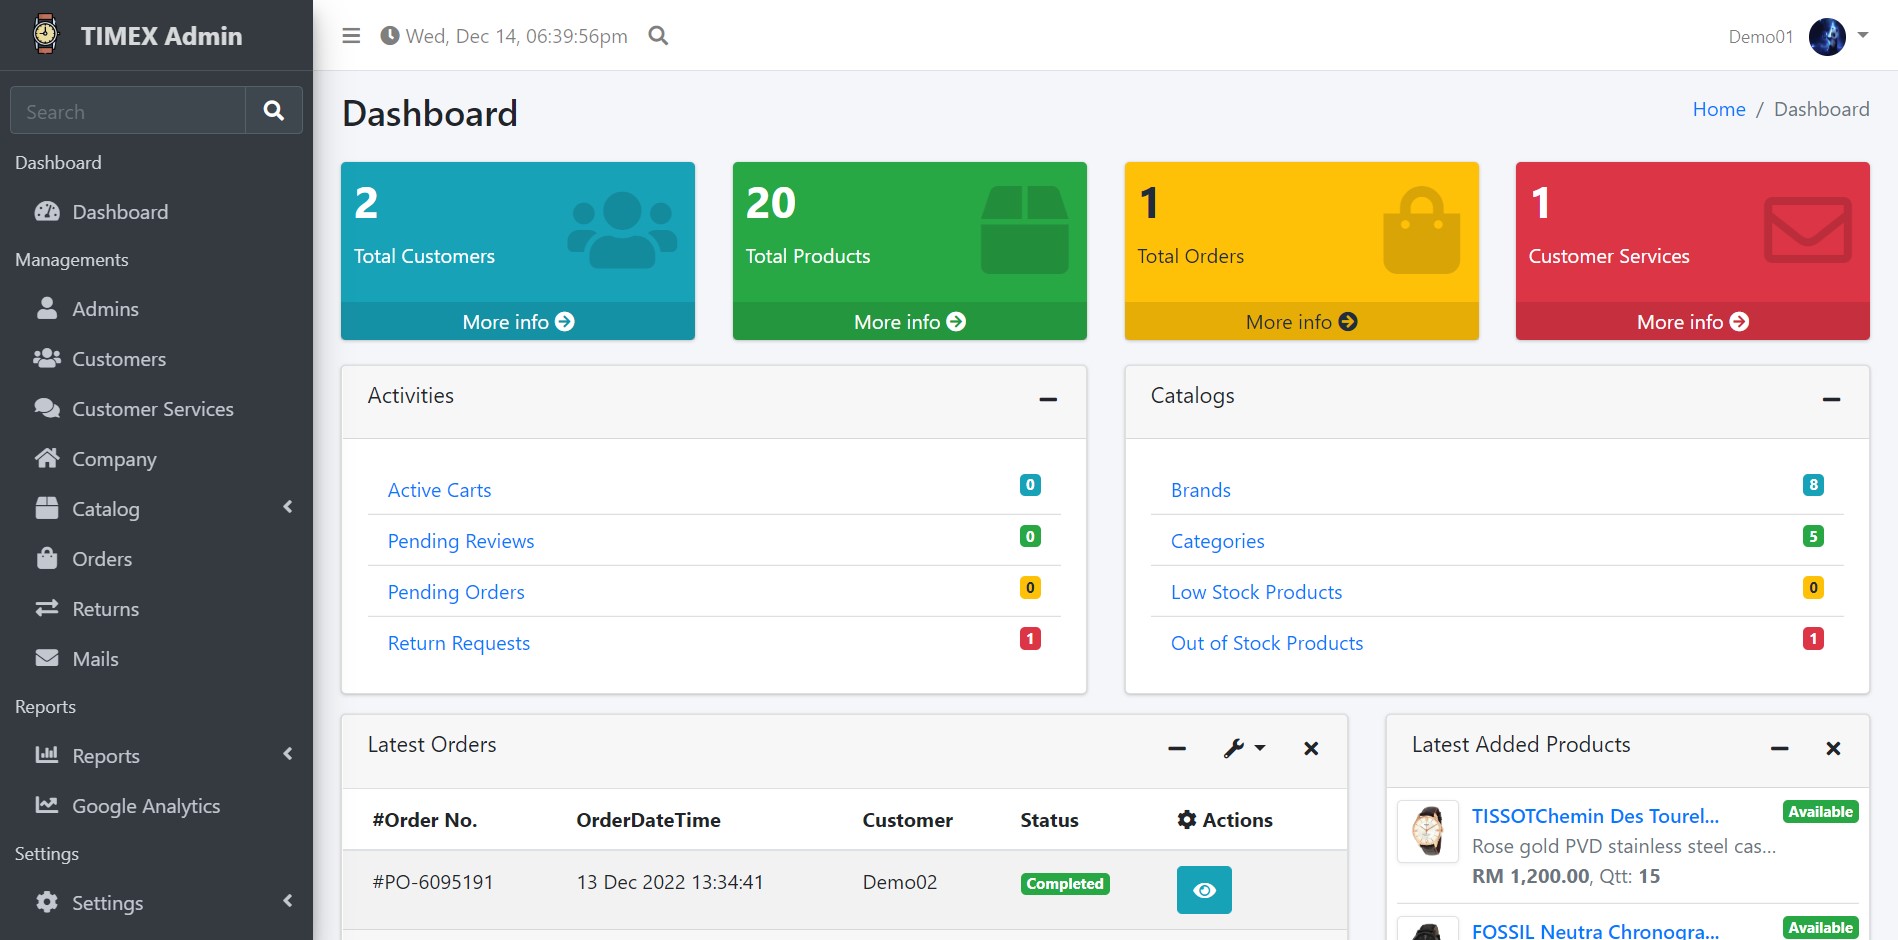 TIMEX Admin
Wed, Dec 14, 06:39:56pm
Demo01
Search
Dashboard
Dashboard
Managements
Admins
Customers
Customer Services
Company
Catalog
Orders
Returns
Mails
Reports
Reports
Google Analytics
Settings
Settings
Dashboard
Home / Dashboard
2
Total Customers
More info
20
Total Products
More info
1
Total Orders
More info
1
Customer Services
More info
Activities
Active Carts 0
Pending Reviews 0
Pending Orders 0
Return Requests 1
Catalogs
Brands 8
Categories 5
Low Stock Products 0
Out of Stock Products 1
Latest Orders
#Order No. OrderDateTime Customer Status Actions
#PO-6095191 13 Dec 2022 13:34:41 Demo02 Completed
Latest Added Products
TISSOTChemin Des Tourel... Available
Rose gold PVD stainless steel cas...
RM 1,200.00, Qtt: 15
FOSSIL Neutra Chronogra... Available